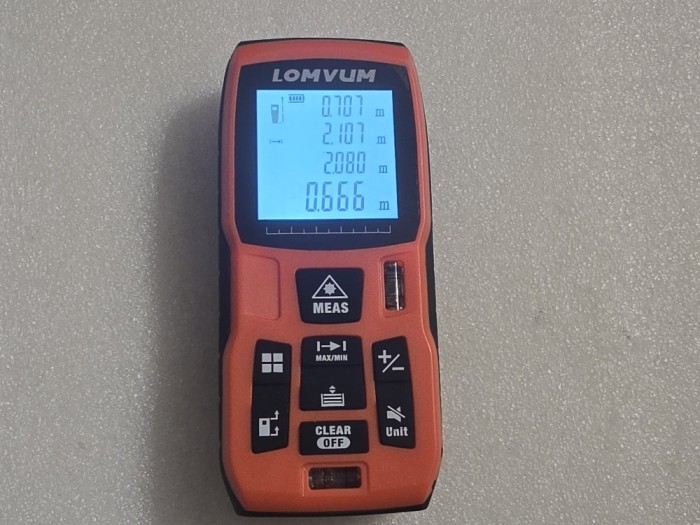 LOMVUM
0.707 m
2.107 m
2.080 m
0.666 m
MEAS
MAX/MIN
+/−
CLEAR
OFF
Unit